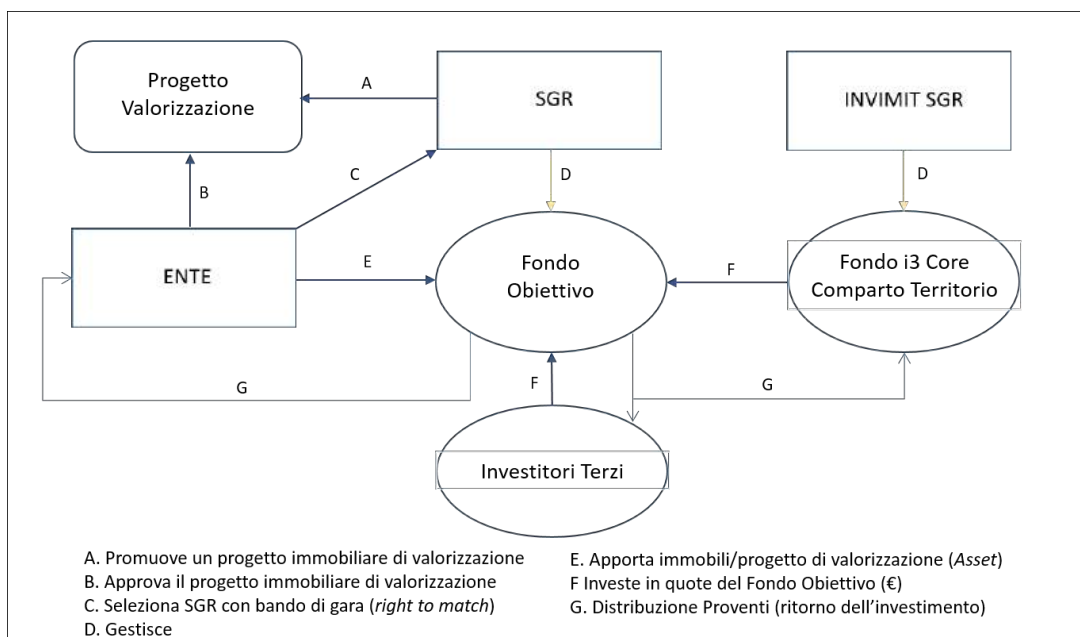 Progetto
Valorizzazione
A
SGR
INVIMIT SGR
B
C
D
D
ENTE
E
Fondo
Obiettivo
F
Fondo i3 Core
Comparto Territorio
G
F
G
Investitori Terzi
A. Promuove un progetto immobiliare di valorizzazione
B. Approva il progetto immobiliare di valorizzazione
C. Seleziona SGR con bando di gara (right to match)
D. Gestisce
E. Apporta immobili/progetto di valorizzazione (Asset)
F Investe in quote del Fondo Obiettivo (€)
G. Distribuzione Proventi (ritorno dell'investimento)